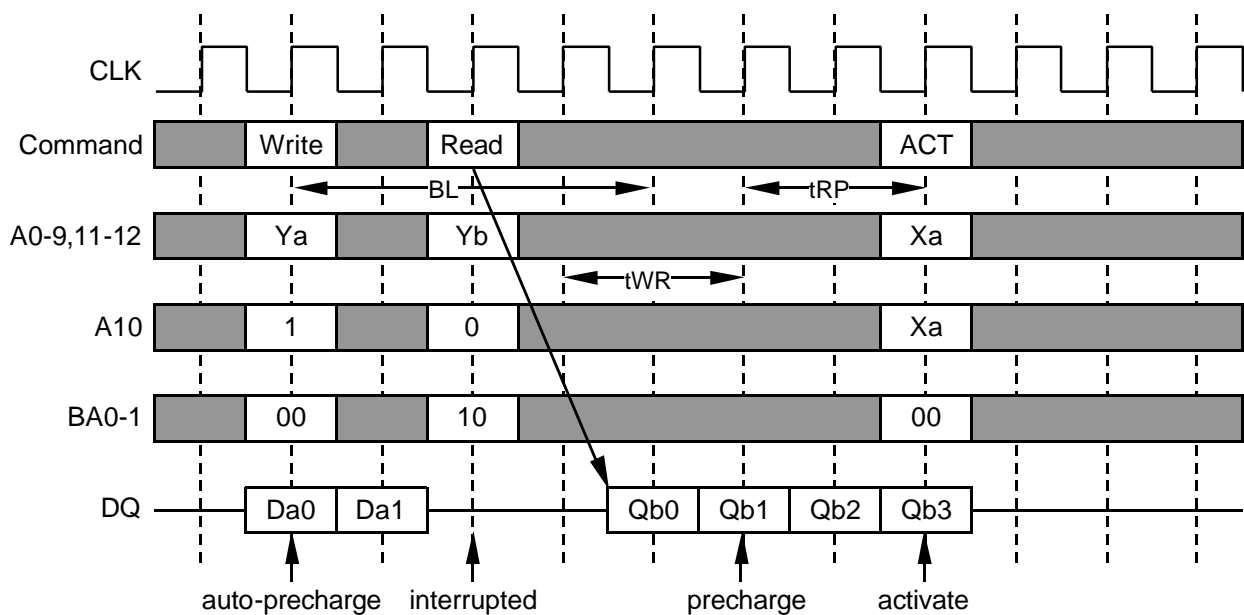 CLK
Command Write Read ACT
BL tRP
A0-9,11-12 Ya Yb Xa
tWR
A10 1 0 Xa
BA0-1 00 10 00
DQ Da0 Da1 Qb0 Qb1 Qb2 Qb3
auto-precharge interrupted precharge activate